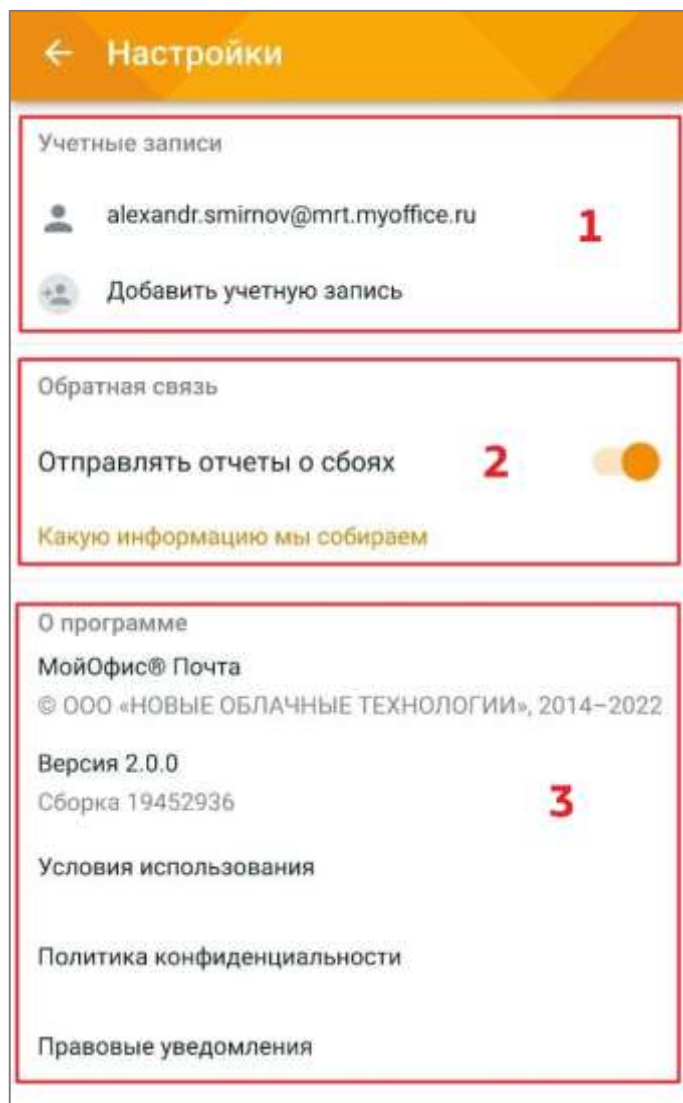 Настройки
Учетные записи
alexandr.smirnov@mrt.myoffice.ru
1
Добавить учетную запись
Обратная связь
Отправлять отчеты о сбоях
2
Какую информацию мы собираем
О программе
МойОфис® Почта
© ООО «НОВЫЕ ОБЛАЧНЫЕ ТЕХНОЛОГИИ», 2014–2022
Версия 2.0.0
Сборка 19452936
3
Условия использования
Политика конфиденциальности
Правовые уведомления